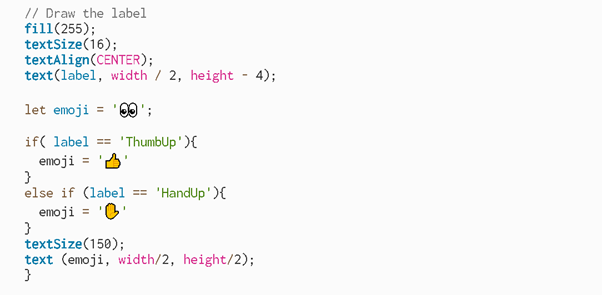 // Draw the label
fill(255);
textSize(16);
textAlign(CENTER);
text(label, width / 2, height - 4);
let emoji = '👀';
if( label == 'ThumbUp'){
emoji = '👍'
}
else if (label == 'HandUp'){
emoji = '✋'
}
textSize(150);
text (emoji, width/2, height/2);
}